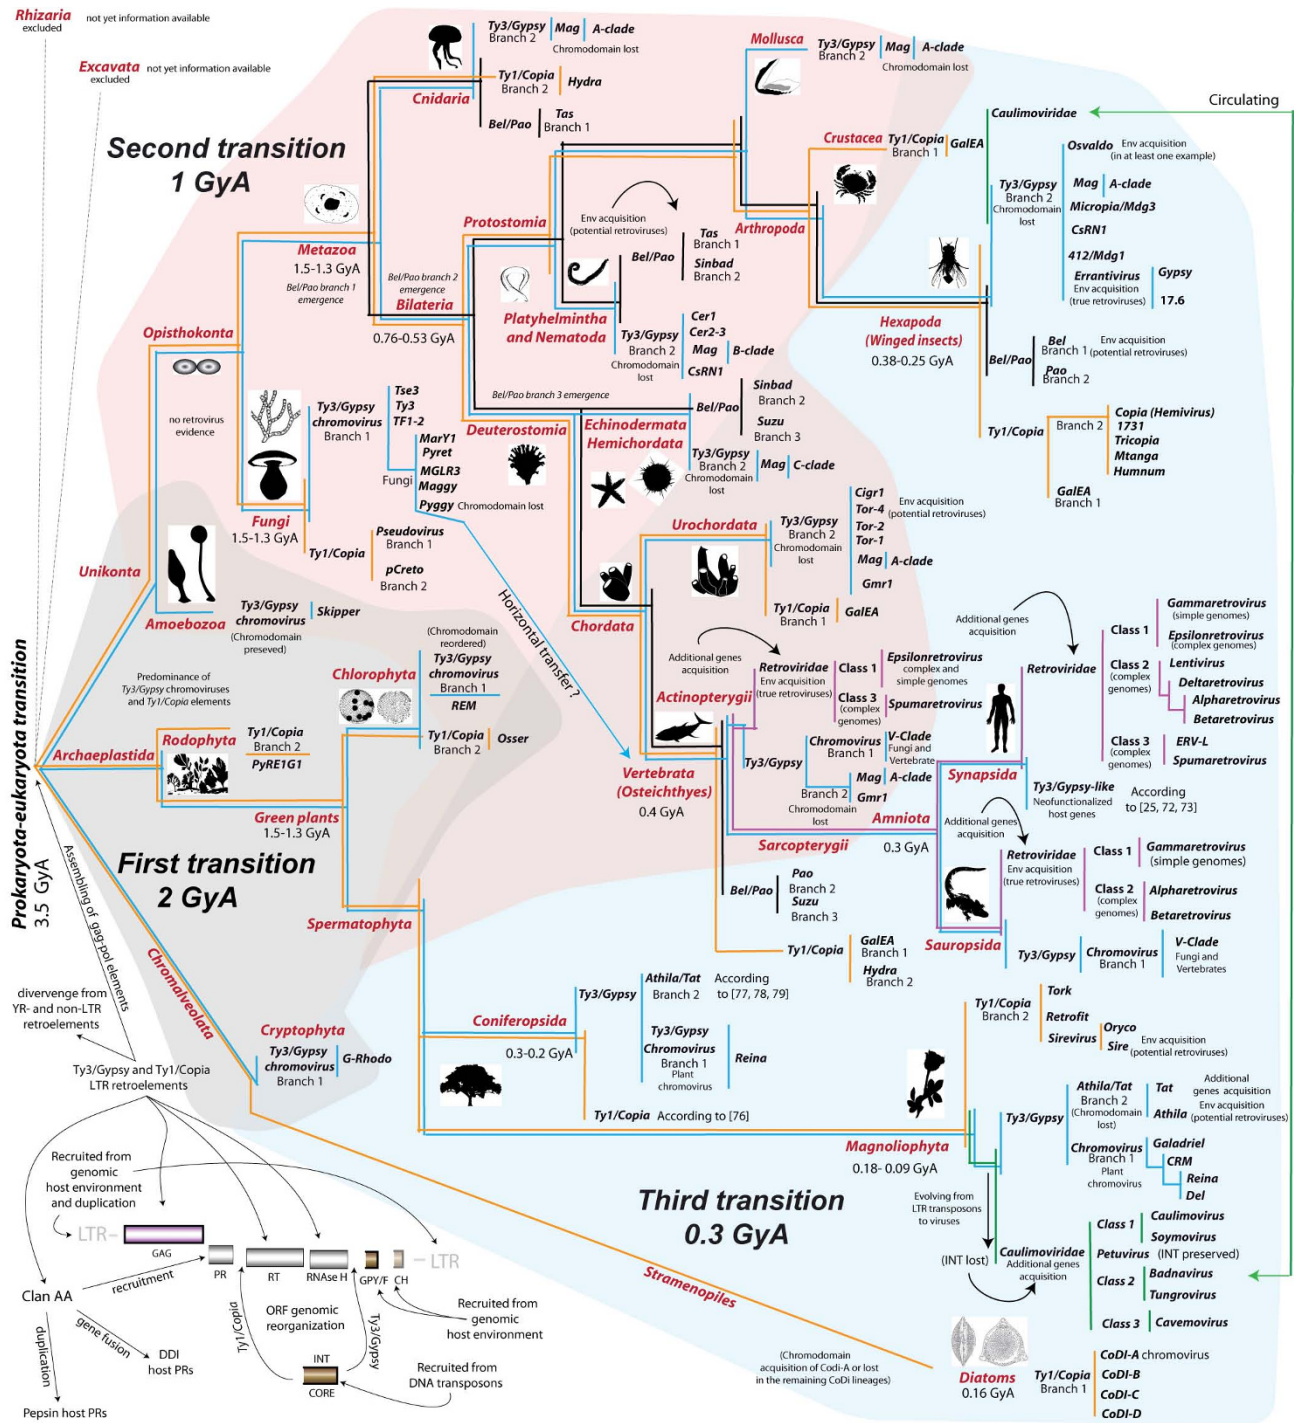 Rhizaria
excluded
not yet information available
Excavata
excluded
not yet information available
Second transition
1 GyA
Cnidaria
Ty3/Gypsy
Branch 2
Mag
A-clade
Chromodomain lost
Ty1/Copia
Branch 2
Hydra
Bel/Pao
Tas
Branch 1
Mollusca
Ty3/Gypsy
Branch 2
Mag
A-clade
Chromodomain lost
Crustacea
Ty1/Copia
Branch 1
GalEA
Circulating
Caulimoviridae
Osvaldo
Env acquisition
(in at least one example)
Ty3/Gypsy
Branch 2
Chromodomain
lost
Mag
A-clade
Micropia/Mdg3
CsRN1
412/Mdg1
Errantivirus
Env acquisition
(true retroviruses)
Gypsy
17.6
Metazoa
1.5-1.3 GyA
Bel/Pao branch 1
emergence
Bel/Pao branch 2
emergence
Bilateria
0.76-0.53 GyA
Protostomia
Env acquisition
(potential retroviruses)
Bel/Pao
Tas
Branch 1
Sinbad
Branch 2
Arthropoda
Platyhelmintha
and Nematoda
Ty3/Gypsy
Branch 2
Chromodomain
lost
Cer1
Cer2-3
Mag
B-clade
CsRN1
Hexapoda
(Winged insects)
0.38-0.25 GyA
Bel/Pao
Bel
Branch 1
Env acquisition
(potential retroviruses)
Pao
Branch 2
Ty1/Copia
Branch 2
Copia (Hemivirus)
1731
Tricopia
Mtanga
Humnum
GalEA
Branch 1
Opisthokonta
no retrovirus
evidence
Ty3/Gypsy
chromovirus
Branch 1
Tse3
Ty3
TF1-2
Fungi
MarY1
Pyret
MGLR3
Maggy
Pyggy
Chromodomain lost
Fungi
1.5-1.3 GyA
Ty1/Copia
Pseudovirus
Branch 1
pCreto
Branch 2
Bel/Pao branch 3 emergence
Deuterostomia
Echinodermata
Hemichordata
Bel/Pao
Sinbad
Branch 2
Suzu
Branch 3
Ty3/Gypsy
Branch 2
Chromodomain
lost
Mag
C-clade
Urochordata
Ty3/Gypsy
Branch 2
Chromodomain
lost
Cigr1
Tor-4
Tor-2
Tor-1
Env acquisition
(potential retroviruses)
Mag
A-clade
Gmr1
Ty1/Copia
Branch 1
GalEA
Chordata
Horizontal transfer ?
Unikonta
Amoebozoa
Ty3/Gypsy
chromovirus
(Chromodomain
preseved)
Skipper
Predominance of
Ty3/Gypsy chromoviruses
and Ty1/Copia elements
Chlorophyta
(Chromodomain
reordered)
Ty3/Gypsy
chromovirus
Branch 1
REM
Ty1/Copia
Branch 2
Osser
Archaeplastida
Rodophyta
Ty1/Copia
Branch 2
PyRE1G1
Green plants
1.5-1.3 GyA
Additional genes
acquisition
Actinopterygii
Retroviridae
Env acquisition
(true retroviruses)
Class 1
Epsilonretrovirus
complex and
simple genomes
Class 3
(complex
genomes)
Spumaretrovirus
Ty3/Gypsy
Chromovirus
Branch 1
V-Clade
Fungi and
Vertebrate
Branch 2
Chromodomain
lost
Mag
A-clade
Gmr1
Vertebrata
(Osteichthyes)
0.4 GyA
Sarcopterygii
Amniota
0.3 GyA
Bel/Pao
Pao
Branch 2
Suzu
Branch 3
Ty1/Copia
GalEA
Branch 1
Hydra
Branch 2
Additional genes
acquisition
Retroviridae
Class 1
Gammaretrovirus
(simple genomes)
Epsilonretrovirus
(complex genomes)
Class 2
(complex
genomes)
Lentivirus
Deltaretrovirus
Alpharetrovirus
Betaretrovirus
Class 3
(complex
genomes)
ERV-L
Spumaretrovirus
Synapsida
Ty3/Gypsy-like
Neofunctionalized
host genes
According
to [25, 72, 73]
Additional genes
acquisition
Retroviridae
Env acquisition
(true retroviruses)
Class 1
Gammaretrovirus
(simple genomes)
Class 2
(complex
genomes)
Alpharetrovirus
Betaretrovirus
Sauropsida
Ty3/Gypsy
Chromovirus
Branch 1
V-Clade
Fungi and
Vertebrates
Prokaryota-eukaryota transition
3.5 GyA
First transition
2 GyA
Spermatophyta
Chromalveolata
Assembling of gag-pol elements
divervenge from
YR- and non-LTR
retroelements
Ty3/Gypsy and Ty1/Copia
LTR retroelements
Cryptophyta
Ty3/Gypsy
chromovirus
Branch 1
G-Rhodo
Coniferopsida
0.3-0.2 GyA
Ty3/Gypsy
Athila/Tat
Branch 2
According
to [77, 78, 79]
Ty3/Gypsy
Chromovirus
Branch 1
Plant
chromovirus
Reina
Ty1/Copia
According to [76]
Magnoliophyta
0.18- 0.09 GyA
Ty1/Copia
Branch 2
Tork
Retrofit
Sirevirus
Oryco
Sire
Env acquisition
(potential retroviruses)
Ty3/Gypsy
Athila/Tat
Branch 2
(Chromodomain
lost)
Tat
Additional
genes acquisition
Athila
Env acquisition
(potential retroviruses)
Chromovirus
Branch 1
Plant
chromovirus
Galadriel
CRM
Reina
Del
Third transition
0.3 GyA
Evolving from
LTR transposons
to viruses
(INT lost)
Caulimoviridae
Additional genes
acquisition
Class 1
Caulimovirus
Soymovirus
Petuvirus
(INT preserved)
Class 2
Badnavirus
Tungrovirus
Class 3
Cavemovirus
Stramenopiles
(Chromodomain
acquisition of Codi-A or lost
in the remaining CoDi lineages)
Diatoms
0.16 GyA
Ty1/Copia
Branch 1
CoDI-A chromovirus
CoDI-B
CoDI-C
CoDI-D
Recruited from
genomic
host environment
and duplication
LTR
GAG
PR
RT
RNAse H
GPY/F
CH
LTR
Clan AA
recruitment
duplication
gene fusion
DDI
host PRs
Pepsin host PRs
Ty1/Copia
ORF genomic
reorganization
Ty3/Gypsy
INT
CORE
Recruited from
genomic
host environment
Recruited from
DNA transposons